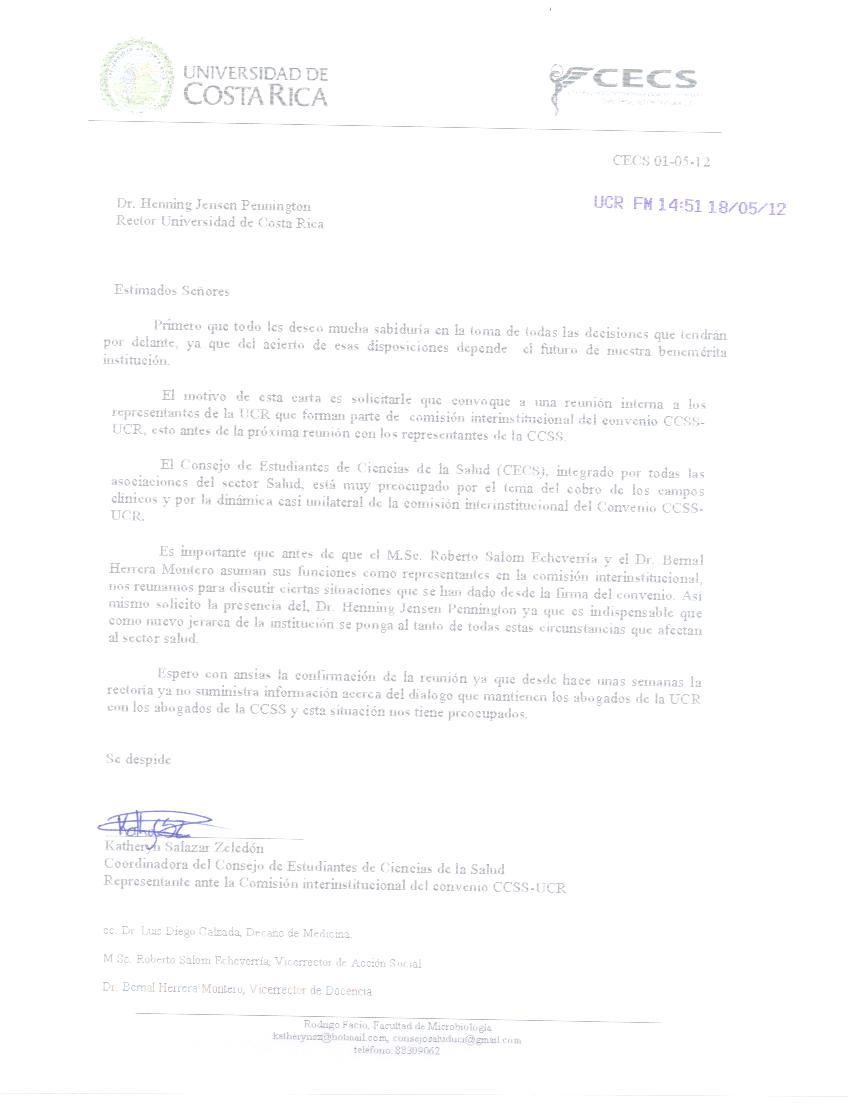 UNIVERSIDAD DE
COSTA RICA
CECS
CECS 01-05-12
UCR FM 14:51 18/05/12
Dr. Henning Jensen Pennington
Rector Universidad de Costa Rica
Estimados Señores
Primero que todo les deseo mucha sabiduría en la toma de todas las decisiones que tendrán
por delante, ya que del acierto de esas disposiciones depende el futuro de nuestra benemérita
institución.
El motivo de esta carta es solicitarle que convoque a una reunión interna a los
representantes de la UCR que forman parte de comisión interinstitucional del convenio CCSS-
UCR, esto antes de la próxima reunión con los representantes de la CCSS.
El Consejo de Estudiantes de Ciencias de la Salud (CECS), integrado por todas las
asociaciones del sector Salud, está muy preocupado por el tema del cobro de los campos
clínicos y por la dinámica casi unilateral de la comisión interinstitucional del Convenio CCSS-
UCR.
Es importante que antes de que el M.Sc. Roberto Salom Echeverría y el Dr. Bernal
Herrera Montero asuman sus funciones como representantes en la comisión interinstitucional,
nos reunamos para discutir ciertas situaciones que se han dado desde la firma del convenio. Así
mismo solicito la presencia del, Dr. Henning Jensen Pennington ya que es indispensable que
como nuevo jerarca de la institución se ponga al tanto de todas estas circunstancias que afectan
al sector salud.
Espero con ansias la confirmación de la reunión ya que desde hace unas semanas la
rectoría ya no suministra información acerca del dialogo que mantienen los abogados de la UCR
con los abogados de la CCSS y esta situación nos tiene preocupados.
Se despide
Katheryn Salazar Zeledón
Coordinadora del Consejo de Estudiantes de Ciencias de la Salud
Representante ante la Comisión interinstitucional del convenio CCSS-UCR
cc. Dr. Luis Diego Calzada, Decano de Medicina.
M.Sc. Roberto Salom Echeverría, Vicerrector de Acción Social
Dr. Bernal Herrera Montero, Vicerrector de Docencia
Rodrigo Facio, Facultad de Microbiología
katherynsz@hotmail.com, consejosaluducr@gmail.com
teléfono: 88309062